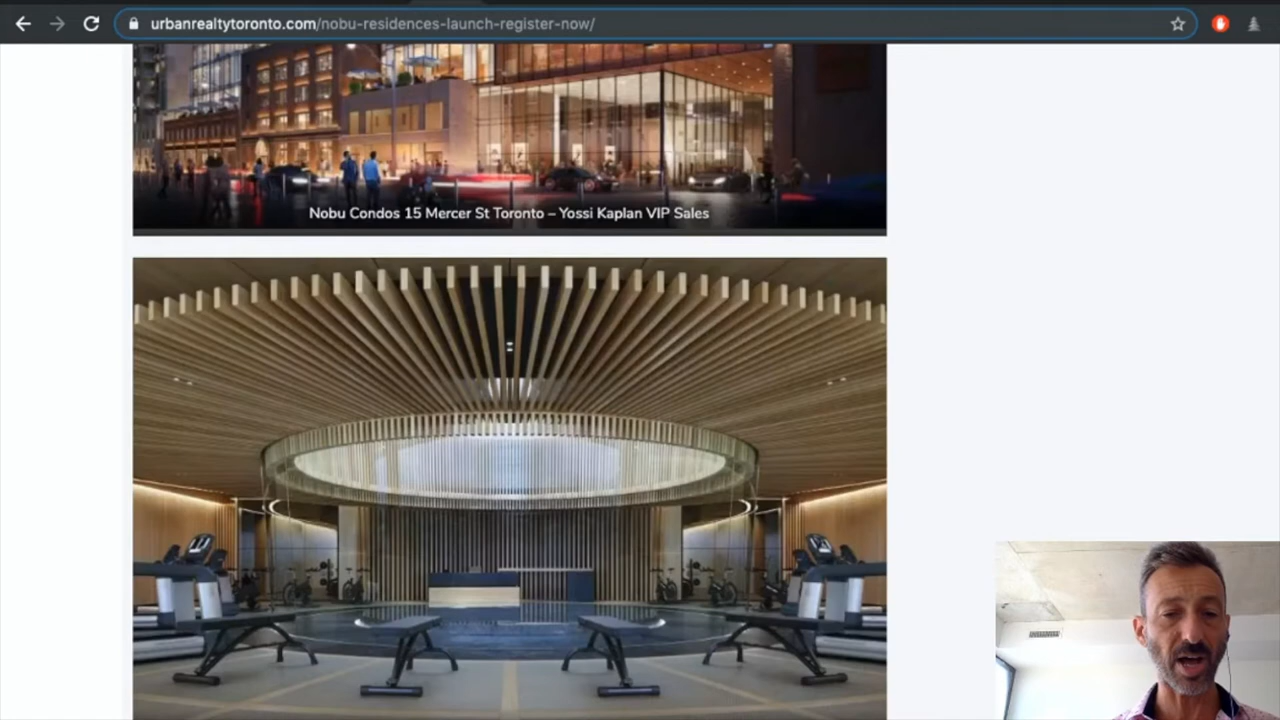 urbanrealtytoronto.com/nobu-residences-launch-register-now/
Nobu Condos 15 Mercer St Toronto – Yossi Kaplan VIP Sales